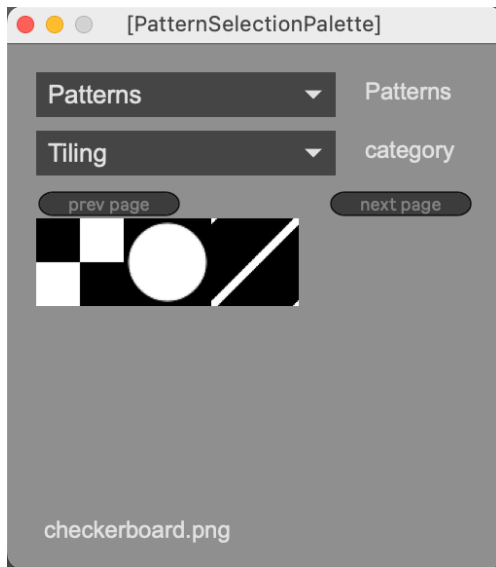 [PatternSelectionPalette]
Patterns Patterns
Tiling category
prev page next page
checkerboard.png